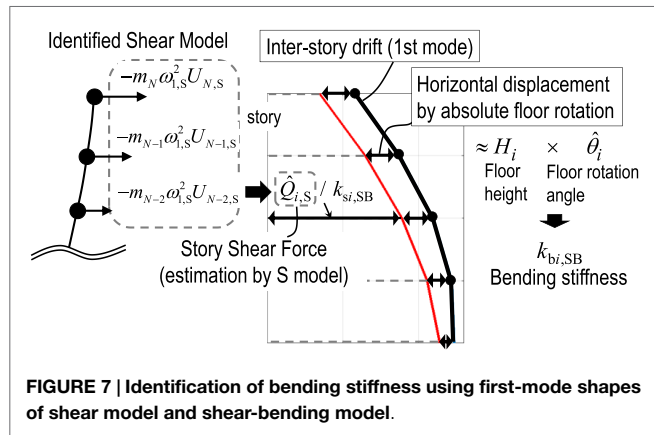 Identified Shear Model
−m_N ω²_{1,S} U_{N,S}
−m_{N−1} ω²_{1,S} U_{N−1,S}
−m_{N−2} ω²_{1,S} U_{N−2,S}
Inter-story drift (1st mode)
story
Horizontal displacement
by absolute floor rotation
Q̂_{i,S} / k_{si,SB}
Story Shear Force
(estimation by S model)
≈ H_i × θ̂_i
Floor height
Floor rotation angle
k_{bi,SB}
Bending stiffness
FIGURE 7 | Identification of bending stiffness using first-mode shapes
of shear model and shear-bending model.